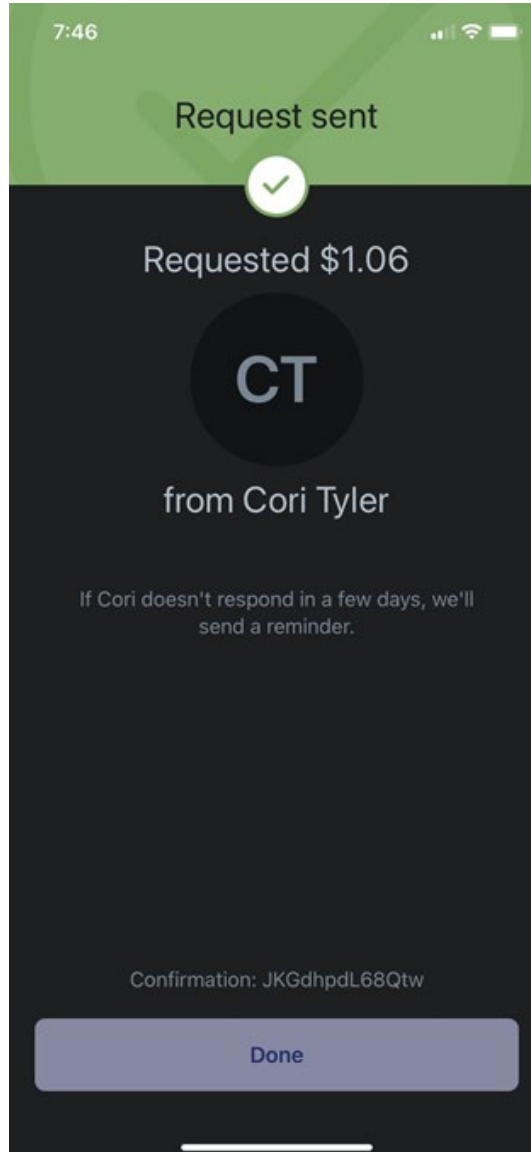 7:46
Request sent
Requested $1.06
CT
from Cori Tyler
If Cori doesn't respond in a few days, we'll
send a reminder.
Confirmation: JKGdhpdL68Qtw
Done